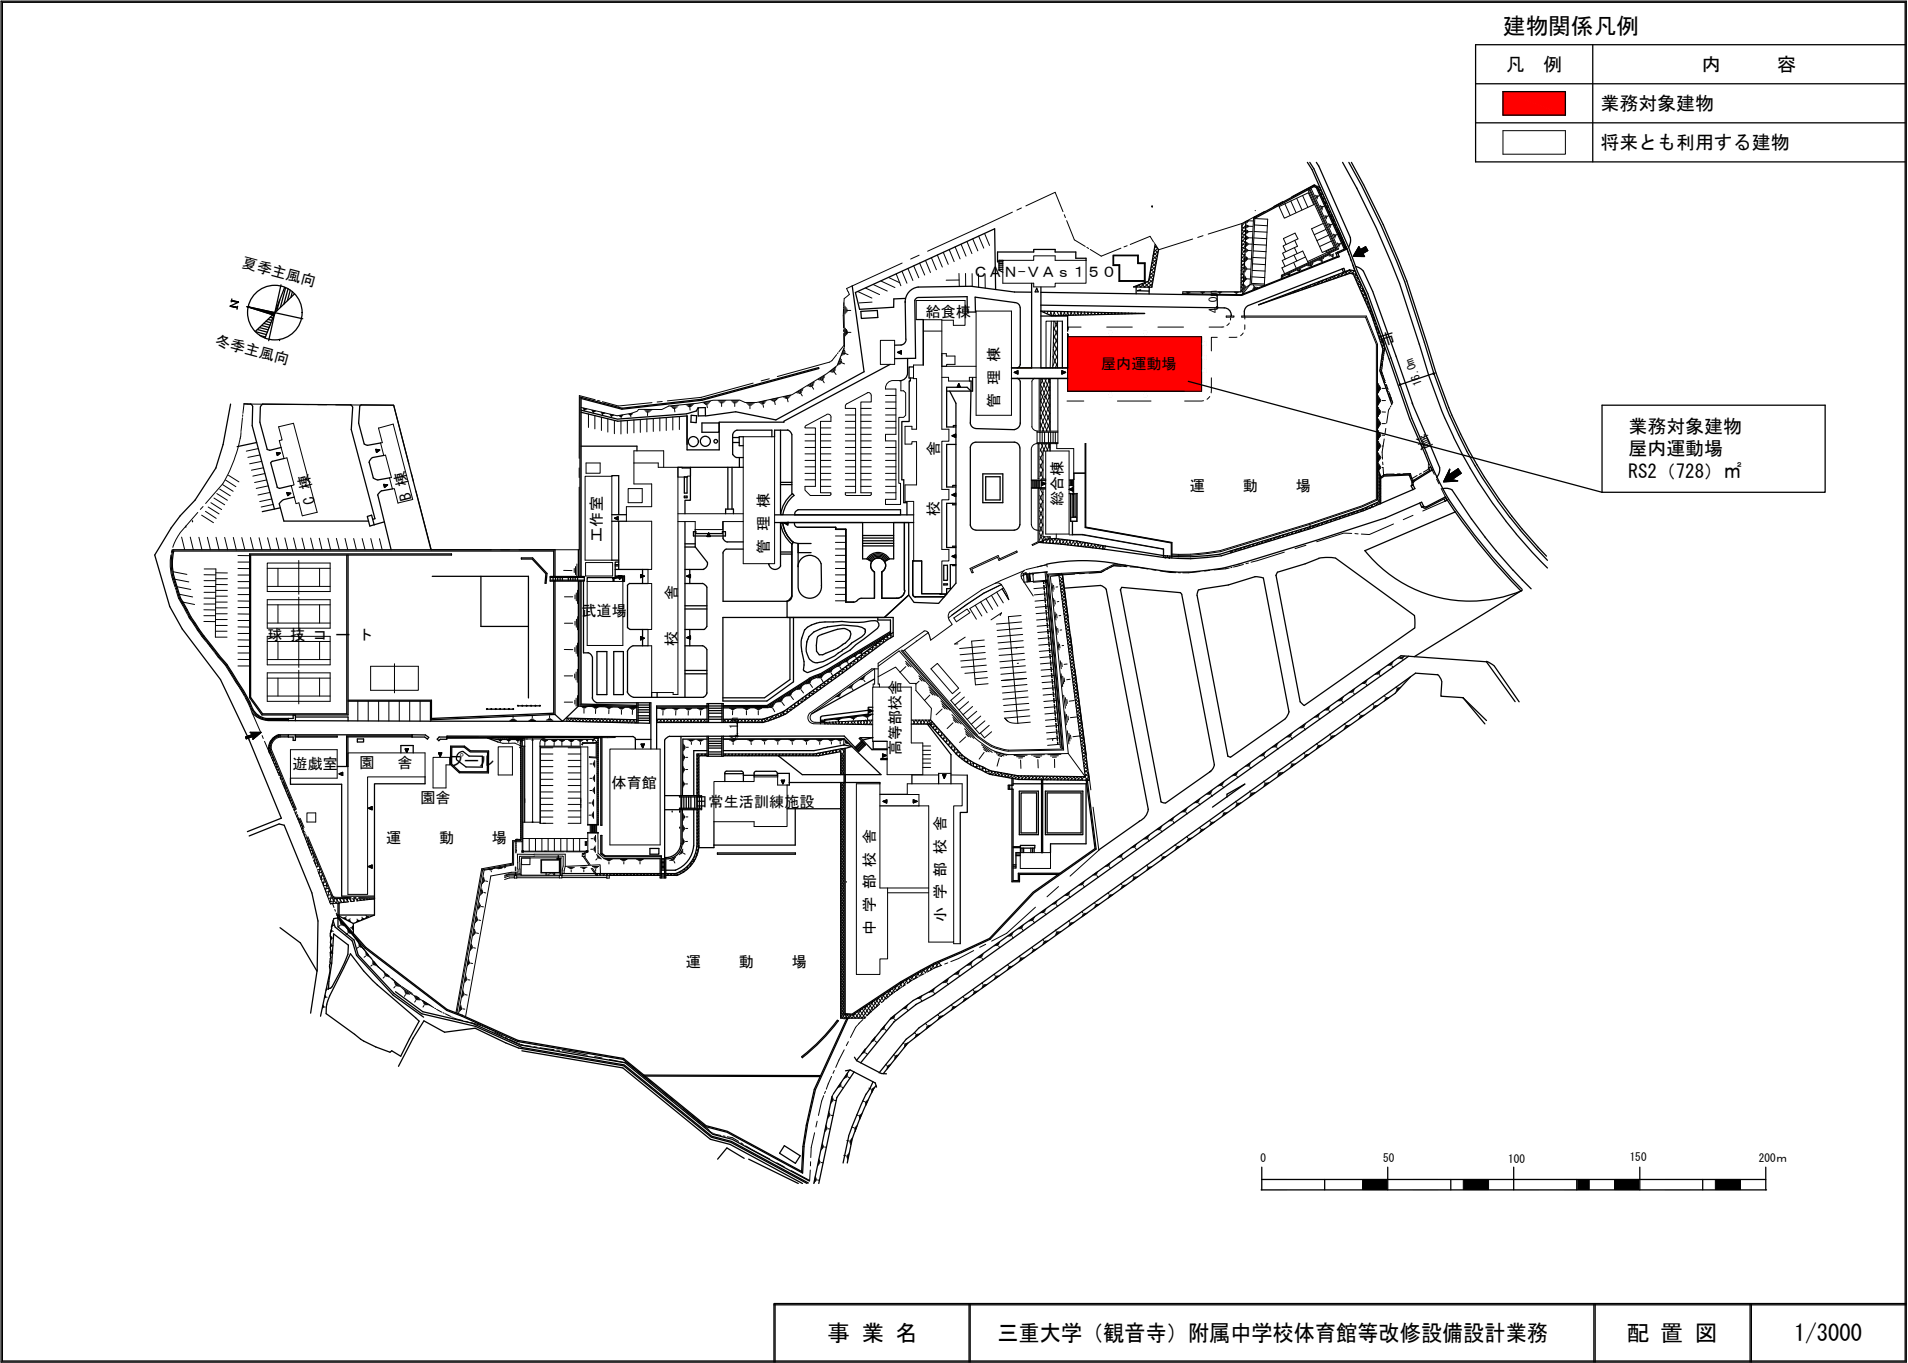 建物関係凡例
凡 例
内 容
業務対象建物
将来とも利用する建物
夏季主風向
N
冬季主風向
CAN-VAs150
給食棟
4.00
管理棟
屋内運動場
15.0m
業務対象建物
屋内運動場
RS2（728）㎡
C棟
B棟
工作室
管理棟
校 舎
総合棟
運 動 場
武道場
校 舎
球技コート
高等部校舎
遊戯室
園 舎
園舎
体育館
日常生活訓練施設
運 動 場
中学部校舎
小学部校舎
運 動 場
0
50
100
150
200m
事 業 名
三重大学（観音寺）附属中学校体育館等改修設備設計業務
配 置 図
1/3000